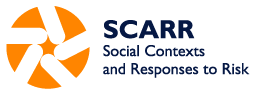 SCARR
Social Contexts
and Responses to Risk